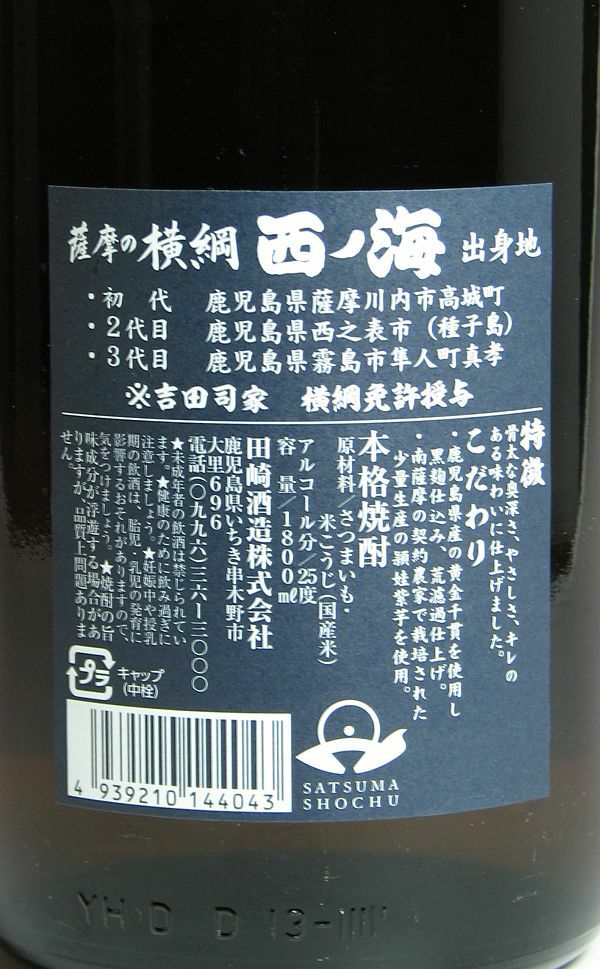 薩摩の横綱 西ノ海 出身地
・初 代 鹿児島県薩摩川内市高城町
・2代目 鹿児島県西之表市(種子島)
・3代目 鹿児島県霧島市隼人町真孝
※吉田司家 横綱免許授与
特徴
骨太な奥深さ、やさしさ、キレの
ある味わいに仕上げました。
こだわり
・鹿児島県産の黄金千貫を使用し
黒麹仕込み、荒濾過仕上げ。
・南薩摩の契約農家で栽培された
少量生産の頴娃紫芋を使用。
本格焼酎
原材料/さつまいも・
米こうじ(国産米)
アルコール分/25度
容量/1800mℓ
田崎酒造株式会社
鹿児島県いちき串木野市
大里696
電話(〇九九六)三六ー三〇〇〇
★未成年者の飲酒は禁じられてい
ます。★健康のために飲み過ぎに
注意しましょう。★妊娠中や授乳
期の飲酒は、胎児・乳児の発育に
影響するおそれがありますので、
気をつけましょう。★焼酎の旨
味成分が浮遊する場合があ
りますが、品質上問題ありま
せん。
プラ
キャップ
(中栓)
4 939210 144043
SATSUMA
SHOCHU
YH D D 13-